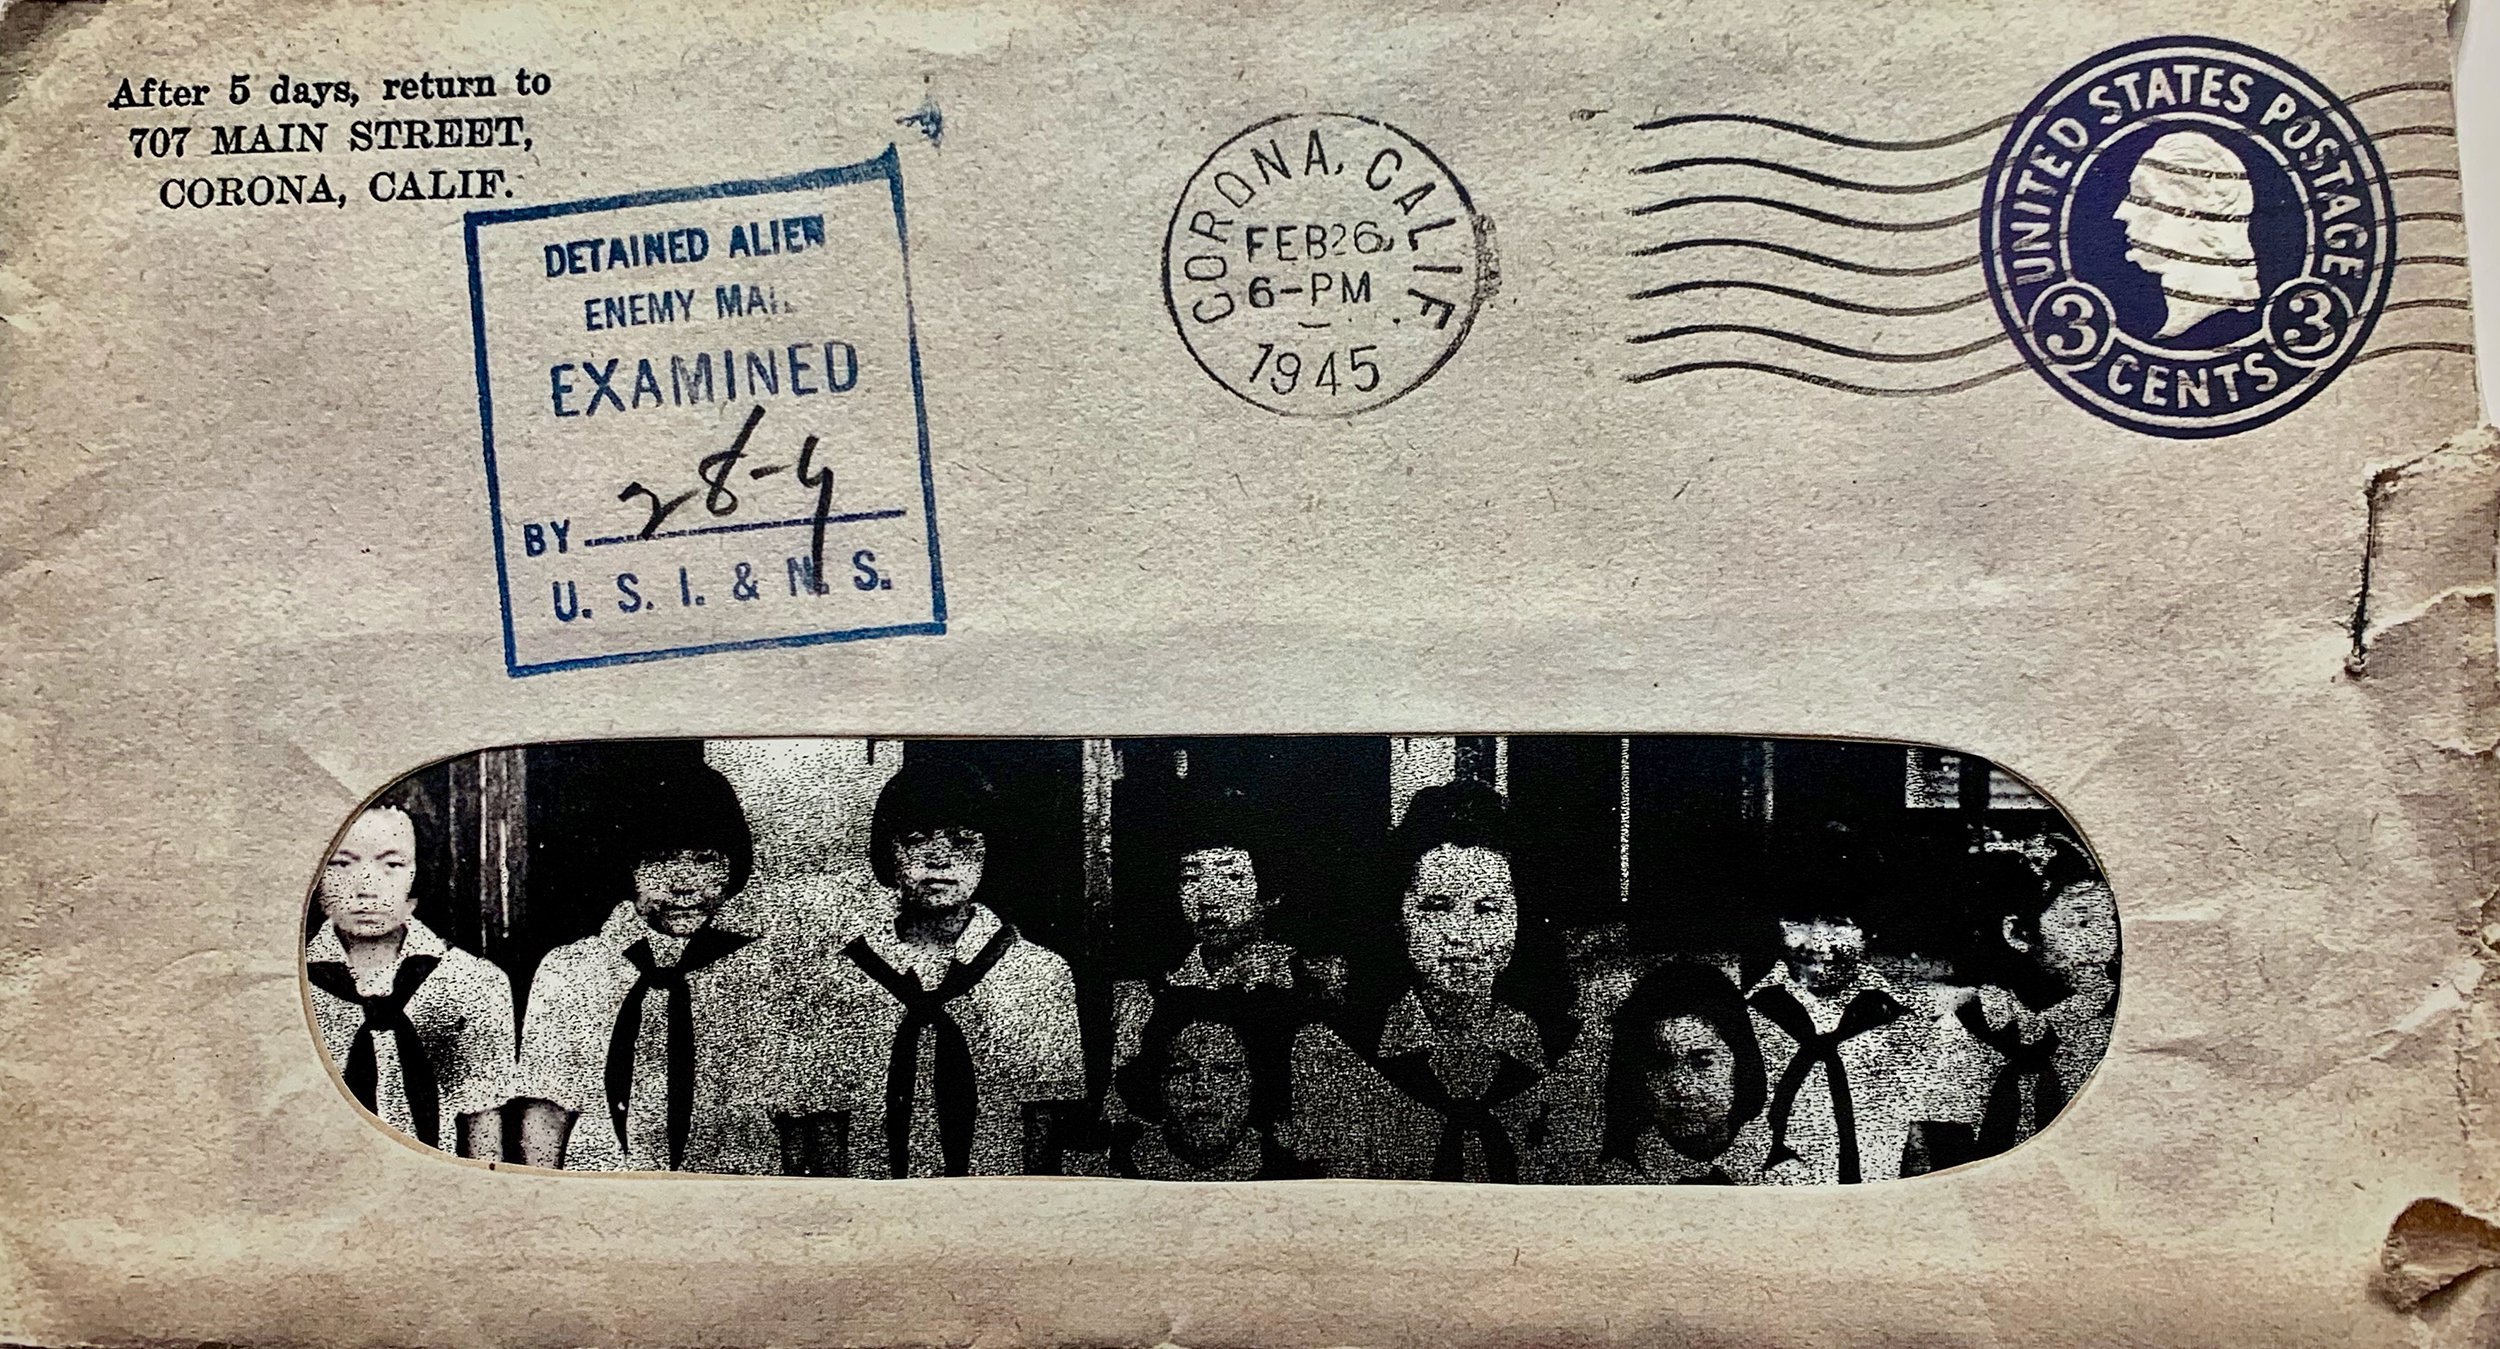 After 5 days, return to
707 MAIN STREET,
CORONA, CALIF.
DETAINED ALIEN
ENEMY MAIL
EXAMINED
28-4
BY
U. S. I. & N. S.
CORONA, CALIF.
FEB 26,
6-PM
1945
UNITED STATES POSTAGE
3 CENTS 3